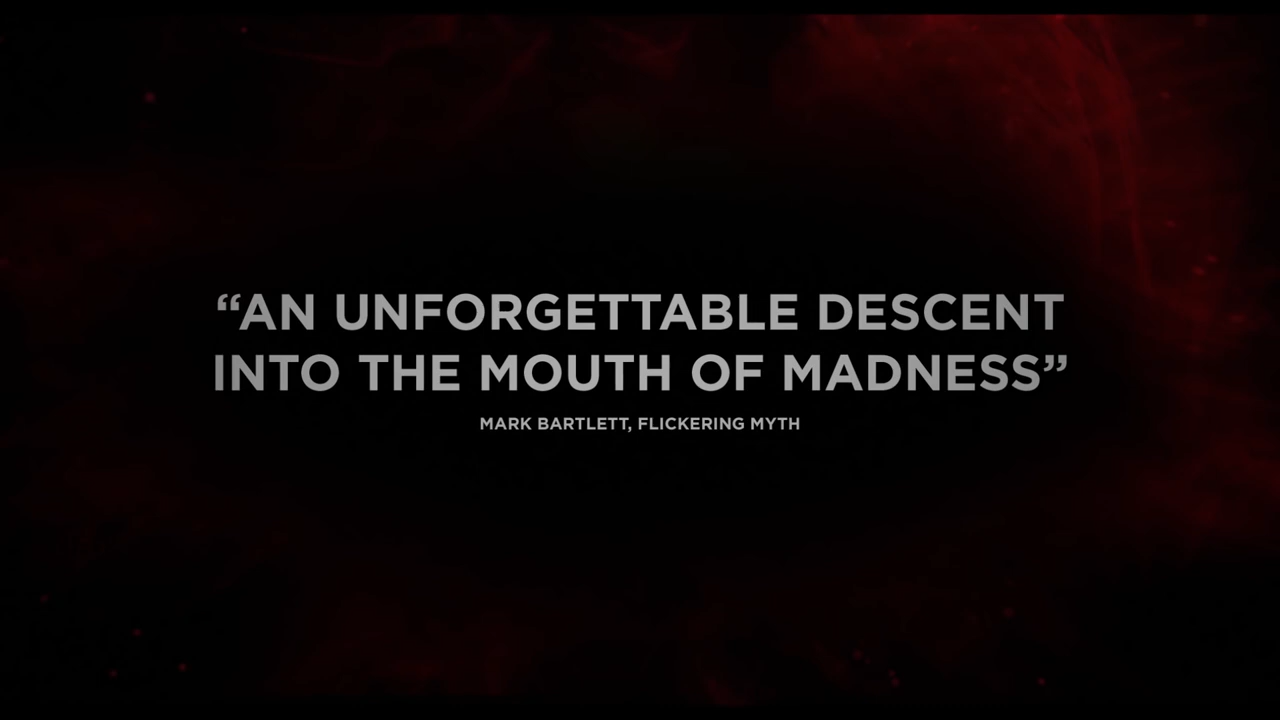 “AN UNFORGETTABLE DESCENT
INTO THE MOUTH OF MADNESS”
MARK BARTLETT, FLICKERING MYTH